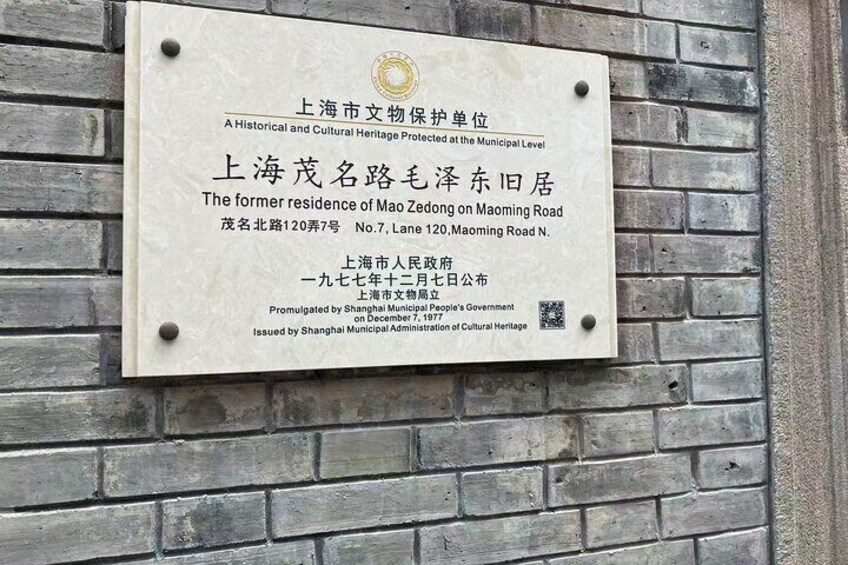 上海市文物保护单位
A Historical and Cultural Heritage Protected at the Municipal Level
上海茂名路毛泽东旧居
The former residence of Mao Zedong on Maoming Road
茂名北路120弄7号 No.7, Lane 120,Maoming Road N.
上海市人民政府
一九七七年十二月七日公布
上海市文物局立
Promulgated by Shanghai Municipal People's Government
on December 7, 1977
Issued by Shanghai Municipal Administration of Cultural Heritage